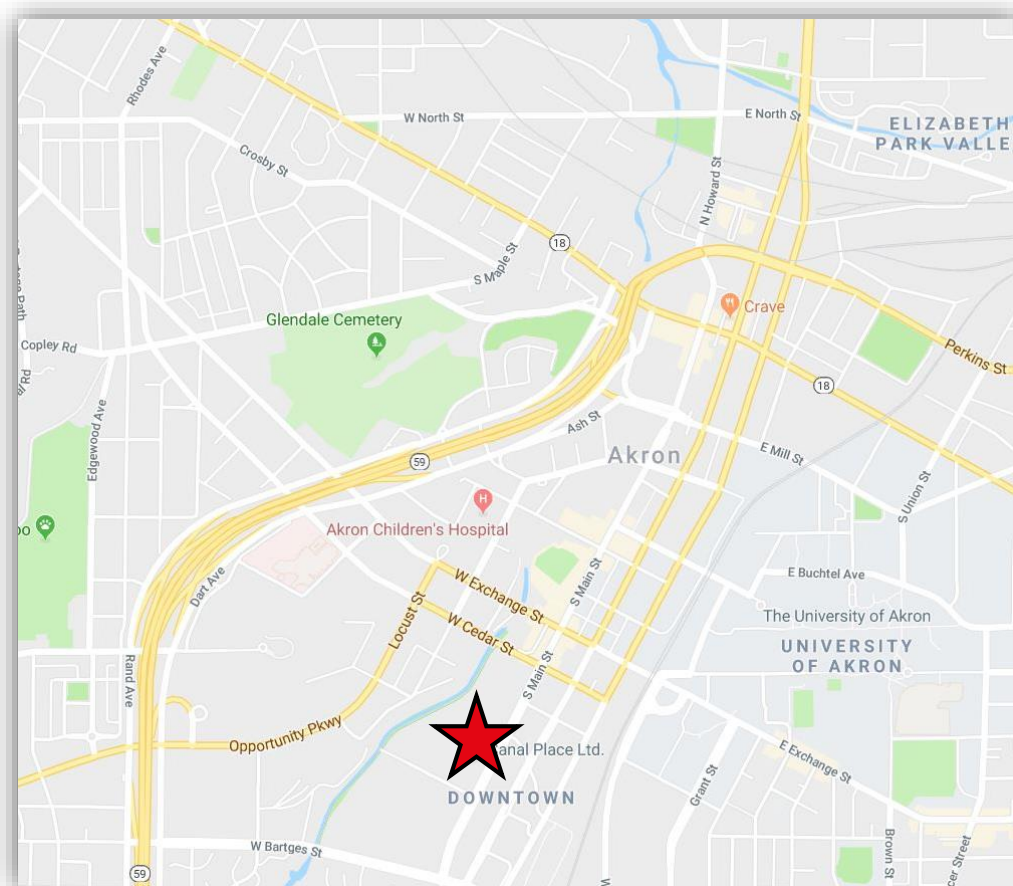 Rhodes Ave
W North St
E North St
ELIZABETH
PARK VALLE
Crosby St
N Howard St
18
S Maple St
Crave
Glendale Cemetery
Copley Rd
Perkins St
18
Edgewood Ave
Ash St
59
Akron
E Mill St
S Union St
Akron Children's Hospital
H
oo
Dart Ave
W Exchange St
S Main St
E Buchtel Ave
Locust St
W Cedar St
The University of Akron
UNIVERSITY
OF AKRON
Rand Ave
S Main St
Opportunity Pkwy
anal Place Ltd.
E Exchange St
Grant St
DOWNTOWN
W Bartges St
Brown St
59